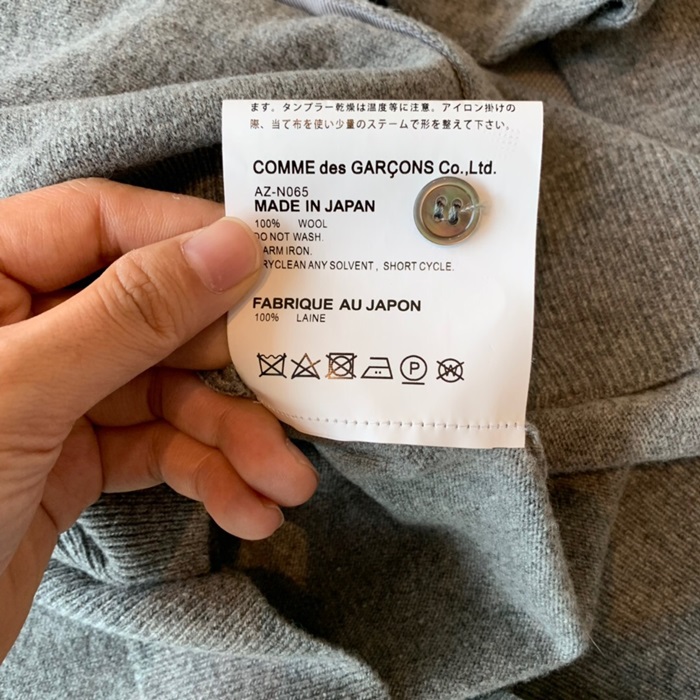 ます。タンブラー乾燥は温度等に注意。アイロン掛けの
際、当て布を使い少量のスチームで形を整えて下さい。
COMME des GARÇONS Co.,Ltd.
AZ-N065
MADE IN JAPAN
100% WOOL
DO NOT WASH.
ARM IRON.
RYCLEAN ANY SOLVENT, SHORT CYCLE.
FABRIQUE AU JAPON
100% LAINE
P
W